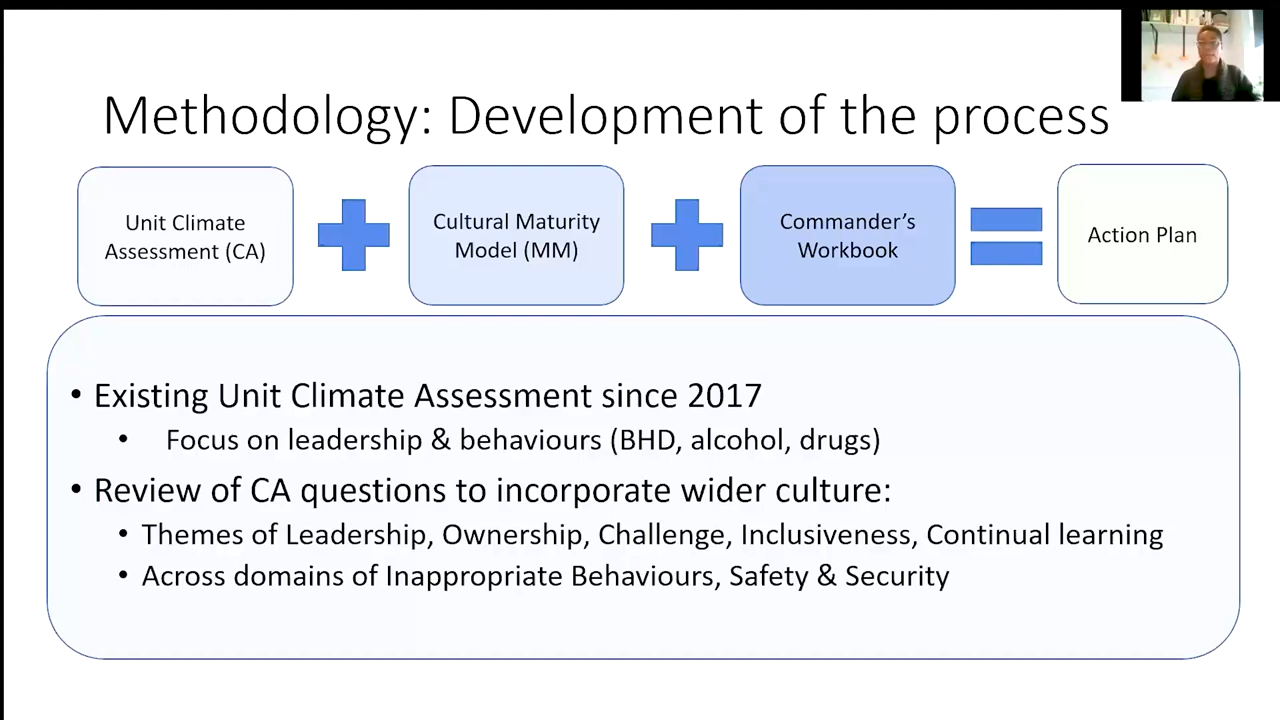 Methodology: Development of the process
Unit Climate
Assessment (CA)
Cultural Maturity
Model (MM)
Commander’s
Workbook
Action Plan
• Existing Unit Climate Assessment since 2017
• Focus on leadership & behaviours (BHD, alcohol, drugs)
• Review of CA questions to incorporate wider culture:
• Themes of Leadership, Ownership, Challenge, Inclusiveness, Continual learning
• Across domains of Inappropriate Behaviours, Safety & Security